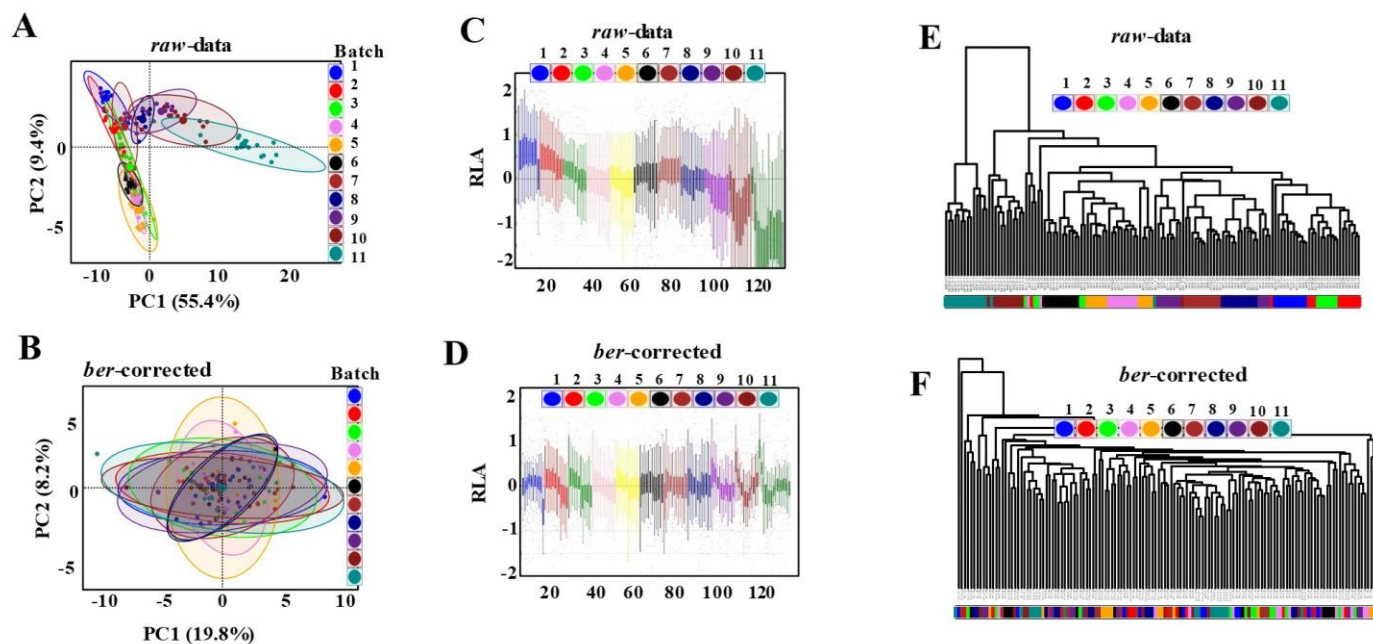 A
raw-data
Batch
1
2
3
4
5
6
7
8
9
10
11
0
-5
-10 0 10 20
PC1 (55.4%)
PC2 (9.4%)
C
raw-data
1 2 3 4 5 6 7 8 9 10 11
2
1
0
-1
-2
RLA
20 40 60 80 100 120
E
raw-data
1 2 3 4 5 6 7 8 9 10 11
B
ber-corrected
Batch
5
0
-5
-10 0 5 10
PC1 (19.8%)
PC2 (8.2%)
D
ber-corrected
1 2 3 4 5 6 7 8 9 10 11
2
1
0
-1
-2
RLA
20 40 60 80 100 120
F
ber-corrected
1 2 3 4 6 7 8 9 10 11